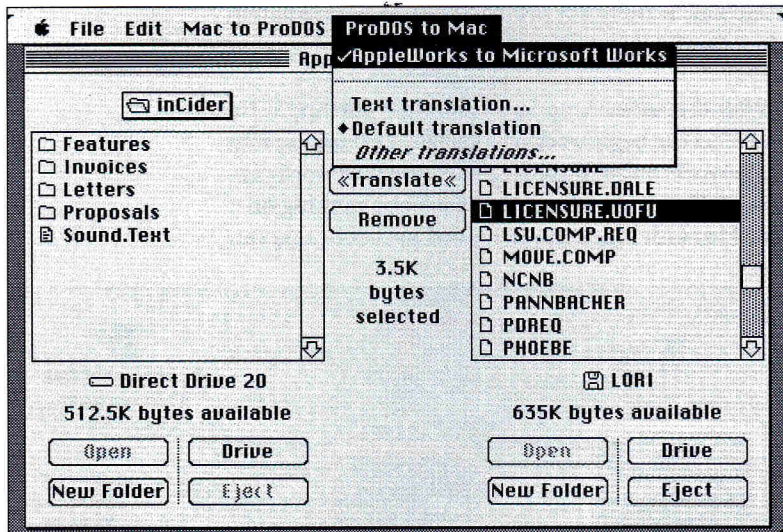 File Edit Mac to ProDOS ProDOS to Mac
App
✓AppleWorks to Microsoft Works
Text translation...
◆Default translation
Other translations...
inCider
Features
Invoices
Letters
Proposals
Sound.Text
«Translate«
Remove
3.5K
bytes
selected
LICENSURE
LICENSURE.DALE
LICENSURE.UOFU
LSU.COMP.REQ
MOVE.COMP
NCNB
PANNBACHER
PDREQ
PHOEBE
Direct Drive 20
512.5K bytes available
Open Drive
New Folder Eject
LORI
635K bytes available
Open Drive
New Folder Eject